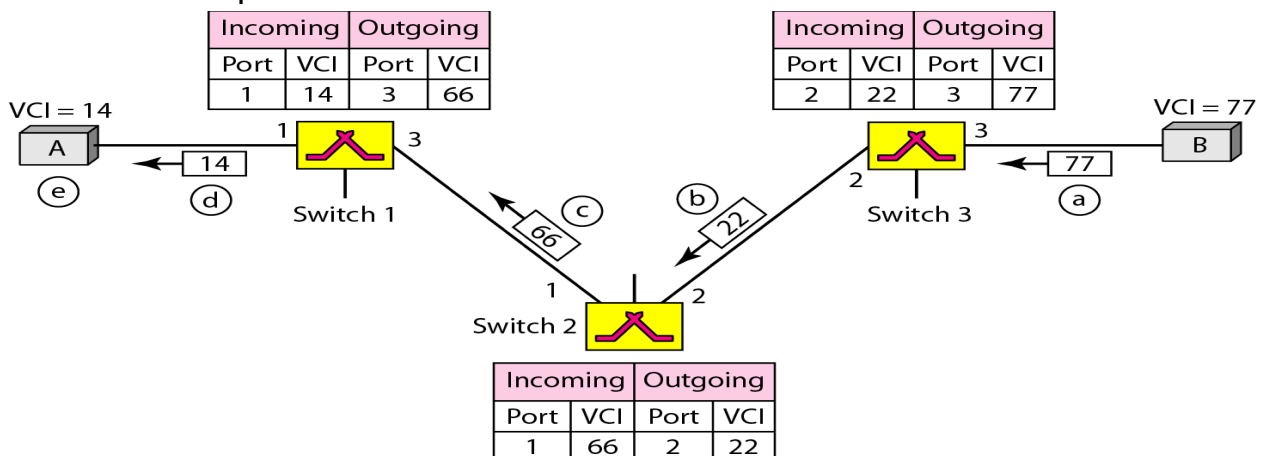 Incoming Outgoing
Port VCI Port VCI
1 14 3 66
Incoming Outgoing
Port VCI Port VCI
2 22 3 77
VCI = 14
A
e
14
d
1
3
Switch 1
66
c
22
b
2
3
Switch 3
77
a
VCI = 77
B
1
2
Switch 2
Incoming Outgoing
Port VCI Port VCI
1 66 2 22